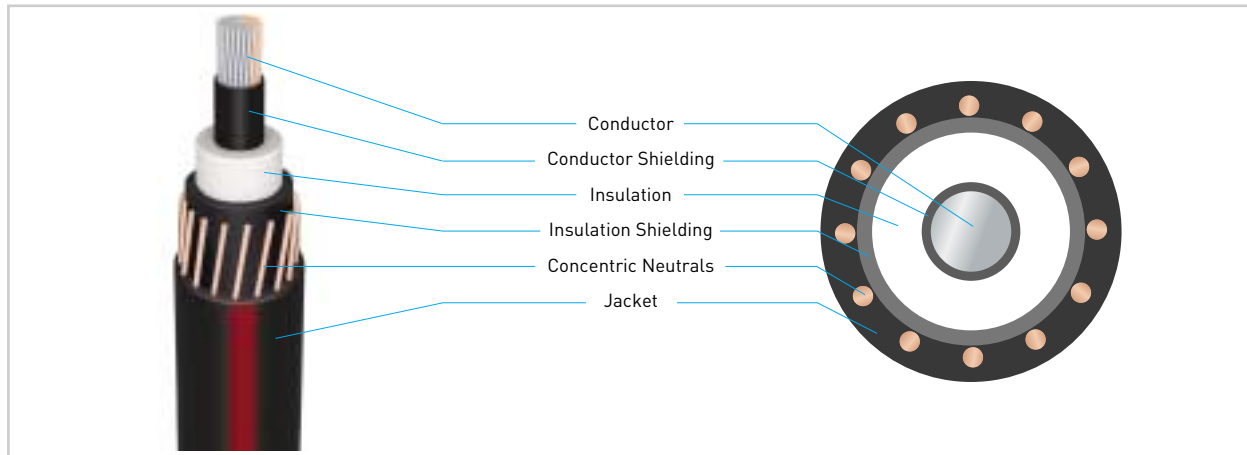 Conductor
Conductor Shielding
Insulation
Insulation Shielding
Concentric Neutrals
Jacket